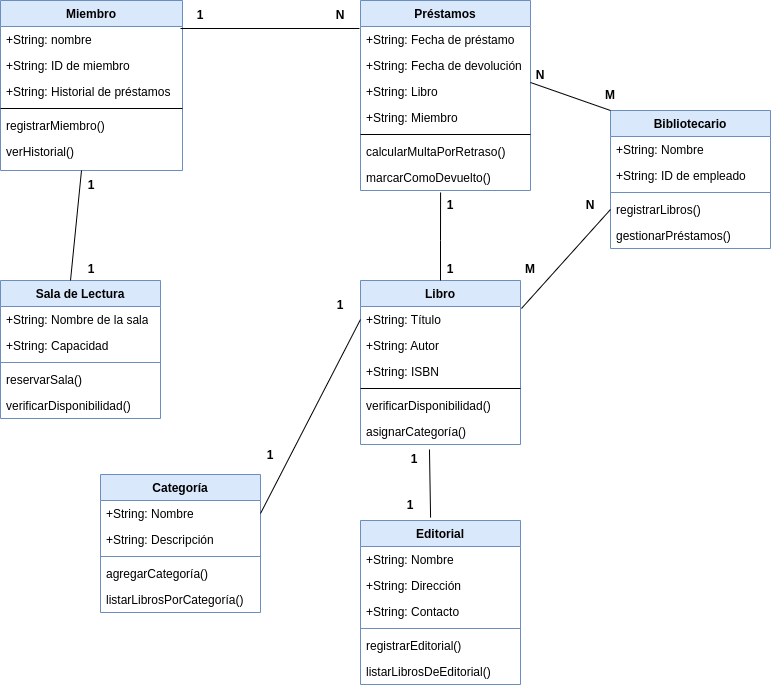 Miembro
+String: nombre
+String: ID de miembro
+String: Historial de préstamos
registrarMiembro()
verHistorial()
1
N
Préstamos
+String: Fecha de préstamo
+String: Fecha de devolución
+String: Libro
+String: Miembro
calcularMultaPorRetraso()
marcarComoDevuelto()
N
M
Bibliotecario
+String: Nombre
+String: ID de empleado
registrarLibros()
gestionarPréstamos()
1
1
1
1
N
M
Sala de Lectura
+String: Nombre de la sala
+String: Capacidad
reservarSala()
verificarDisponibilidad()
Libro
+String: Título
+String: Autor
+String: ISBN
verificarDisponibilidad()
asignarCategoría()
1
1
1
1
Categoría
+String: Nombre
+String: Descripción
agregarCategoría()
listarLibrosPorCategoría()
Editorial
+String: Nombre
+String: Dirección
+String: Contacto
registrarEditorial()
listarLibrosDeEditorial()